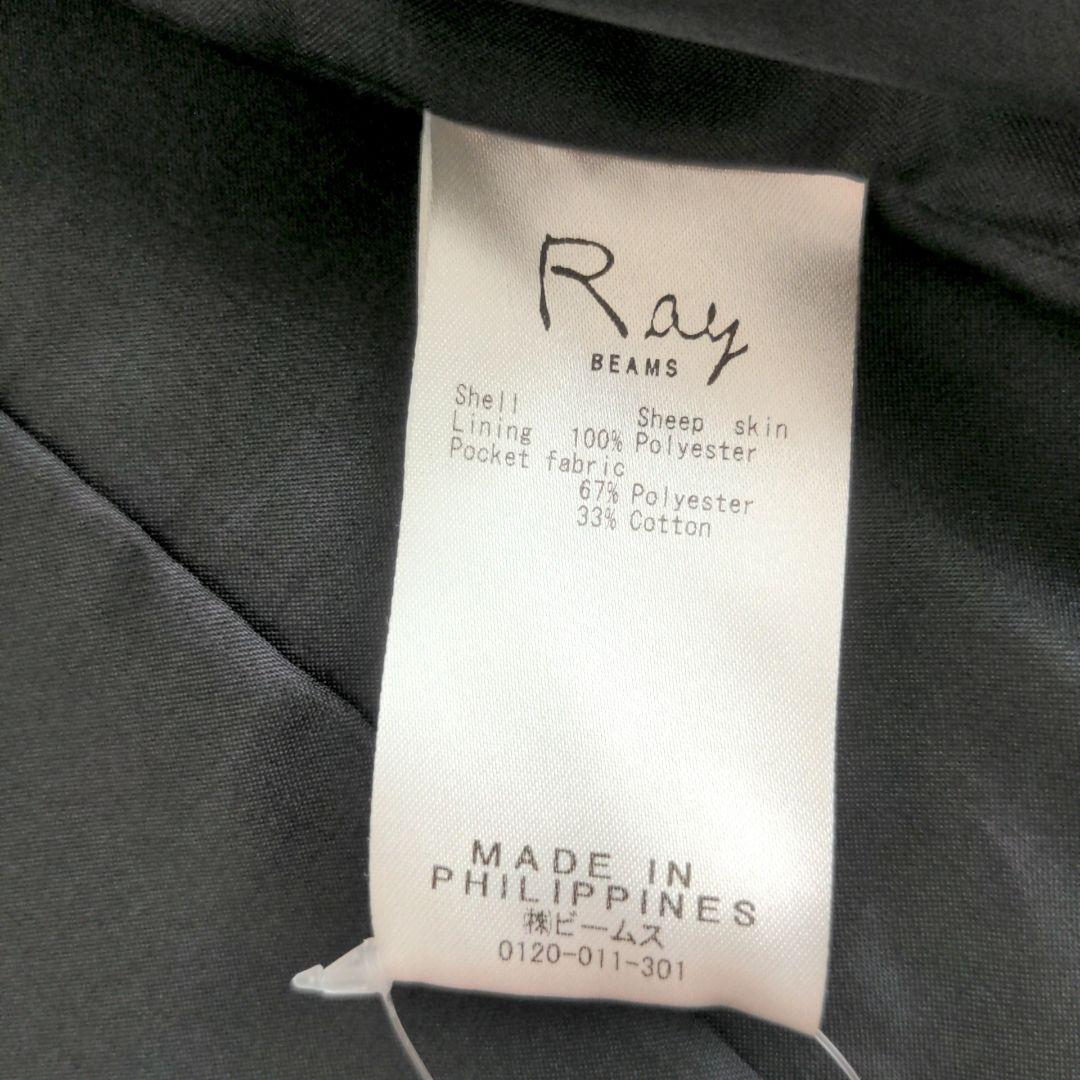 Ray
BEAMS
Shell Sheep skin
Lining 100% Polyester
Pocket fabric
67% Polyester
33% Cotton
MADE IN
PHILIPPINES
㈱ビームス
0120-011-301